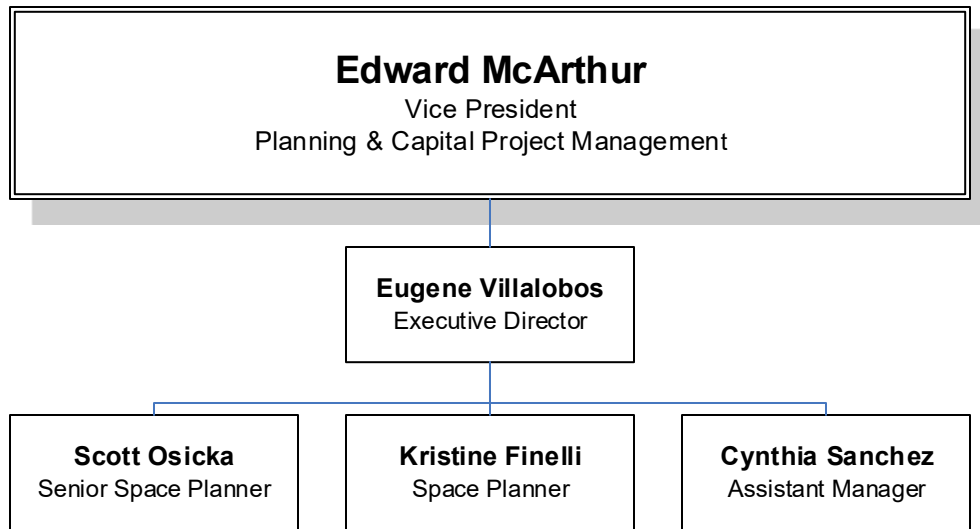 Edward McArthur
Vice President
Planning & Capital Project Management
Eugene Villalobos
Executive Director
Scott Osicka
Senior Space Planner
Kristine Finelli
Space Planner
Cynthia Sanchez
Assistant Manager